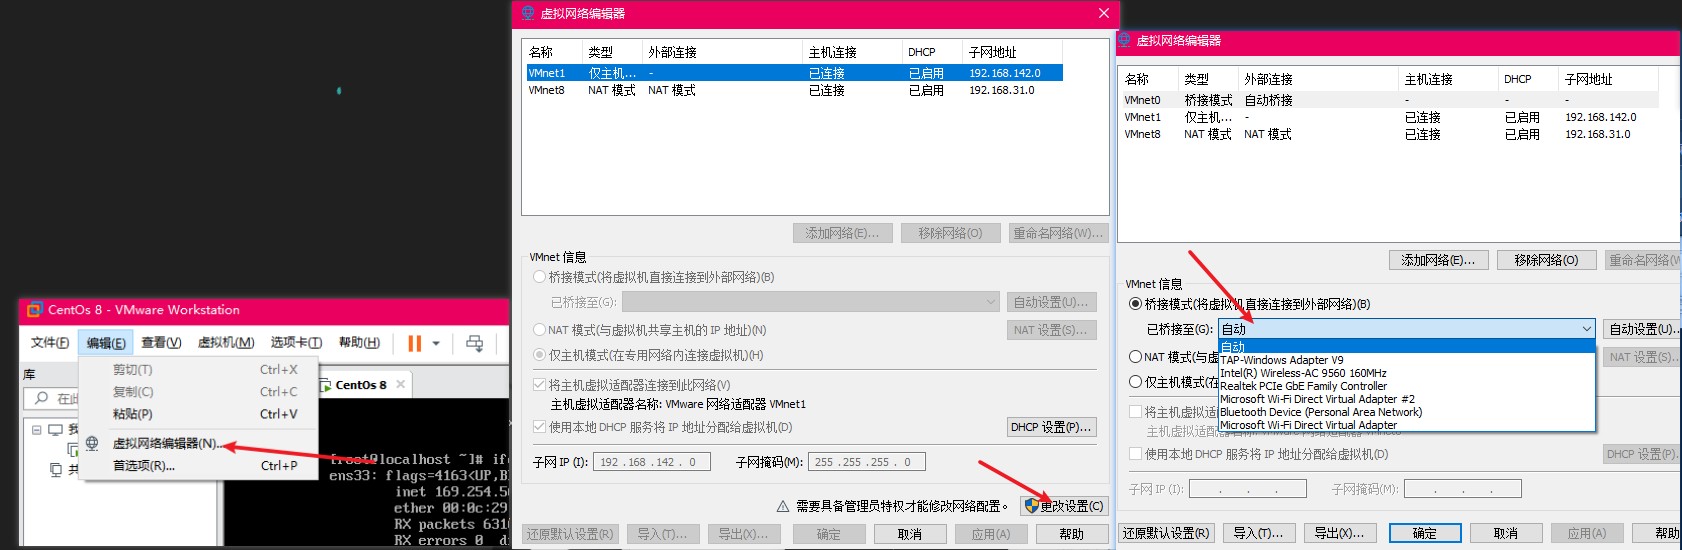 CentOs 8 - VMware Workstation
文件(F) 编辑(E) 查看(V) 虚拟机(M) 选项卡(T) 帮助(H)
库
剪切(T) Ctrl+X
复制(C) Ctrl+C
粘贴(P) Ctrl+V
虚拟网络编辑器(N)...
首选项(R)... Ctrl+P
CentOs 8
[root@localhost ~]# if
ens33: flags=4163<UP,B
inet 169.254.5
ether 00:0c:29
RX packets 631
RX errors 0 d
虚拟网络编辑器
名称 类型 外部连接 主机连接 DHCP 子网地址
VMnet1 仅主机... - 已连接 已启用 192.168.142.0
VMnet8 NAT 模式 NAT 模式 已连接 已启用 192.168.31.0
添加网络(E)... 移除网络(O) 重命名网络(W)...
VMnet 信息
桥接模式(将虚拟机直接连接到外部网络)(B)
已桥接至(G): 自动设置(U)...
NAT 模式(与虚拟机共享主机的 IP 地址)(N) NAT 设置(S)...
仅主机模式(在专用网络内连接虚拟机)(H)
将主机虚拟适配器连接到此网络(V)
主机虚拟适配器名称: VMware 网络适配器 VMnet1
使用本地 DHCP 服务将 IP 地址分配给虚拟机(D) DHCP 设置(P)...
子网 IP (I): 192 . 168 . 142 . 0 子网掩码(M): 255 . 255 . 255 . 0
需要具备管理员特权才能修改网络配置。 更改设置(C)
还原默认设置(R) 导入(T)... 导出(X)... 确定 取消 应用(A) 帮助
虚拟网络编辑器
名称 类型 外部连接 主机连接 DHCP 子网地址
VMnet0 桥接模式 自动桥接 - - -
VMnet1 仅主机... - 已连接 已启用 192.168.142.0
VMnet8 NAT 模式 NAT 模式 已连接 已启用 192.168.31.0
添加网络(E)... 移除网络(O) 重命名网络(W
VMnet 信息
桥接模式(将虚拟机直接连接到外部网络)(B)
已桥接至(G): 自动 自动设置(U)..
自动
TAP-Windows Adapter V9
Intel(R) Wireless-AC 9560 160MHz
Realtek PCIe GbE Family Controller
Microsoft Wi-Fi Direct Virtual Adapter #2
Bluetooth Device (Personal Area Network)
Microsoft Wi-Fi Direct Virtual Adapter
NAT 模式(与虚 NAT 设置(S)...
仅主机模式(在
将主机虚拟适
使用本地 DHCP 服务将 IP 地址分配给虚拟机(D) DHCP 设置(P)..
子网 IP (I): . . . 子网掩码(M): . . .
还原默认设置(R) 导入(T)... 导出(X)... 确定 取消 应用(A) 帮助